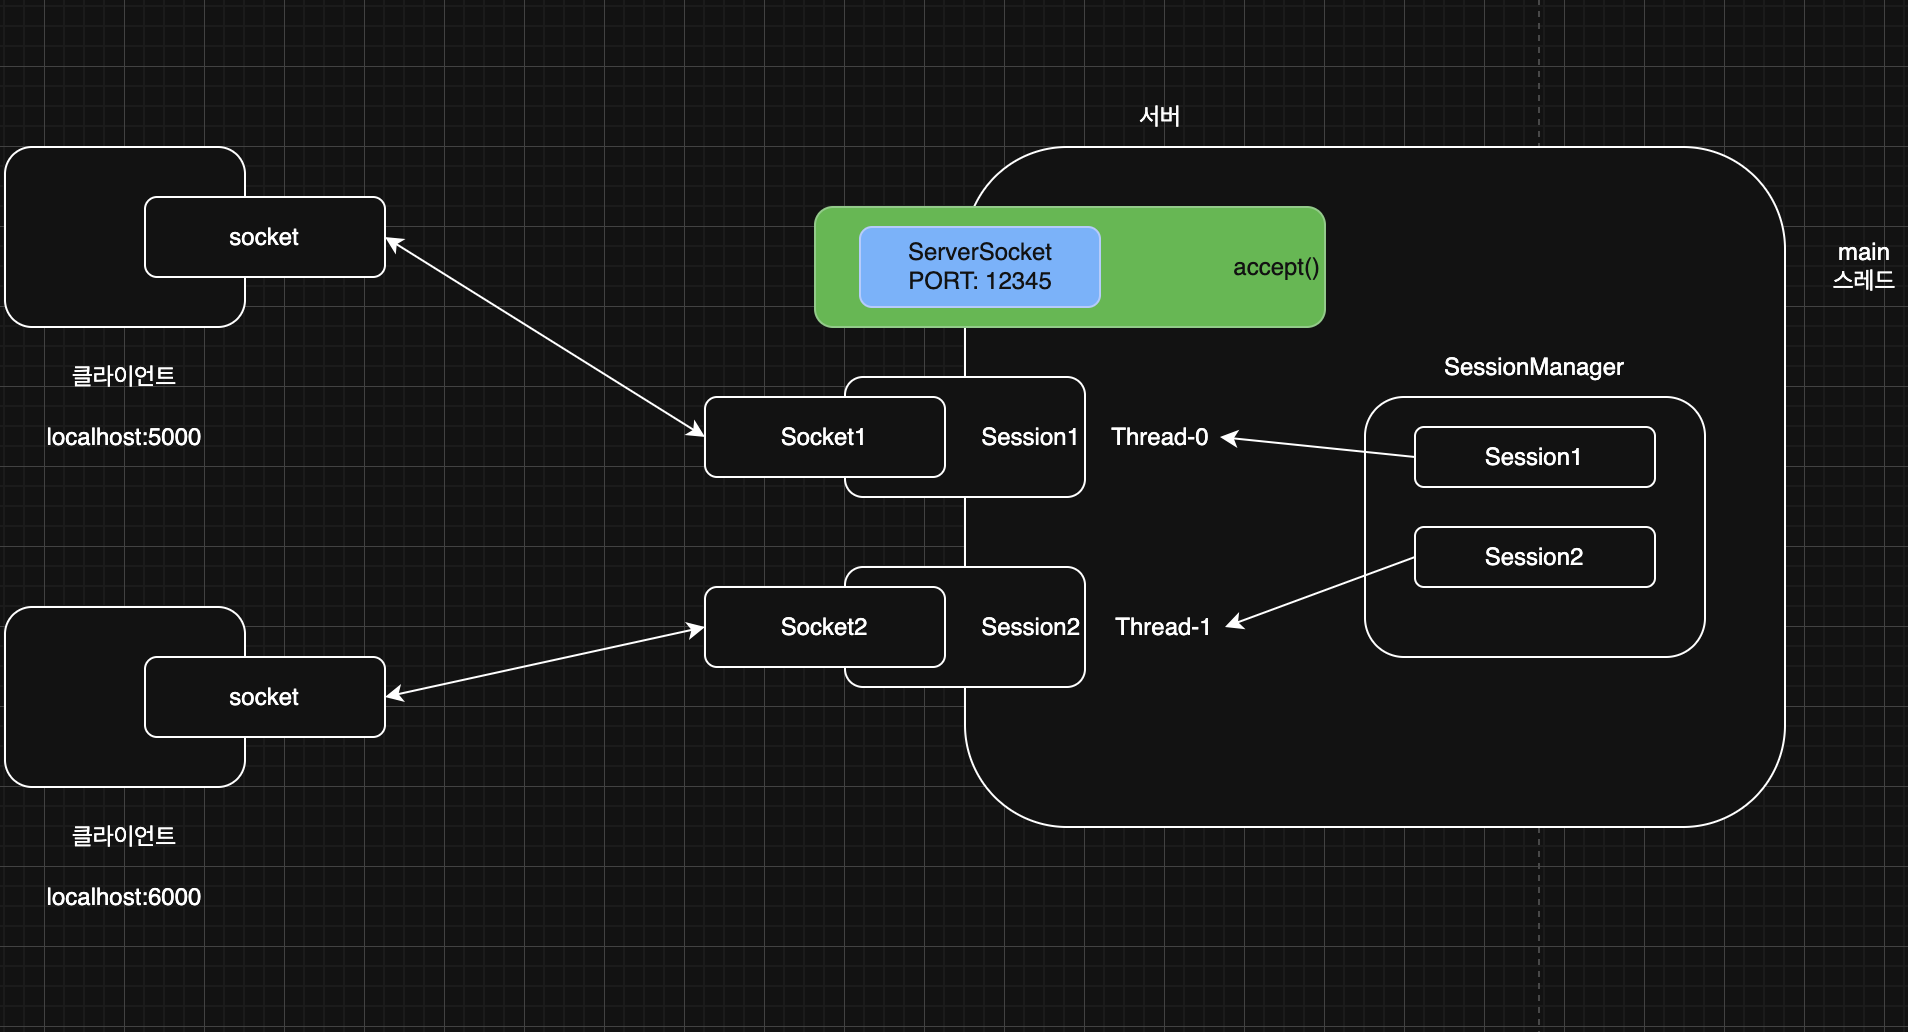 서버
socket
ServerSocket
PORT: 12345
accept()
main
스레드
클라이언트
localhost:5000
Socket1
Session1
Thread-0
SessionManager
Session1
Session2
Socket2
Session2
Thread-1
socket
클라이언트
localhost:6000